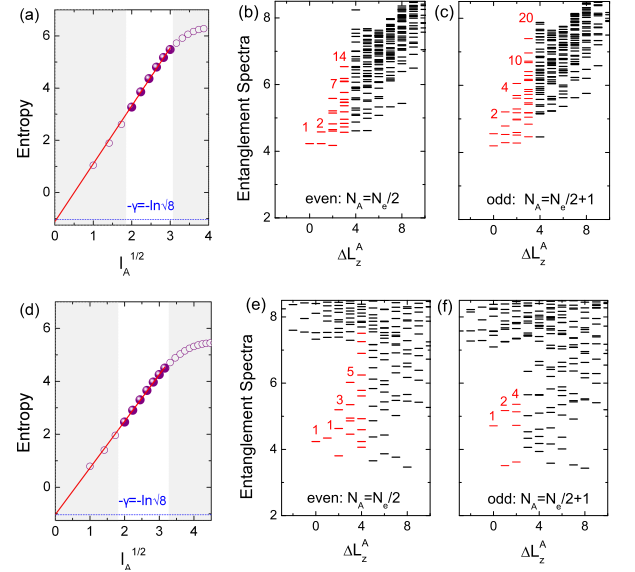 (a)
Entropy
6
4
2
0
-γ=-ln√8
0 1 2 3 4
l_A^1/2
(b)
Entanglement Spectra
8
6
4
2
14
7
1 2
even: N_A=N_e/2
0 4 8
ΔL_z^A
(c)
20
10
4
2
odd: N_A=N_e/2+1
0 4 8
ΔL_z^A
(d)
Entropy
6
4
2
0
-γ=-ln√8
0 1 2 3 4
l_A^1/2
(e)
Entanglement Spectra
8
6
4
2
5
3
1 1
even: N_A=N_e/2
0 4 8
ΔL_z^A
(f)
1 2 4
odd: N_A=N_e/2+1
0 4 8
ΔL_z^A